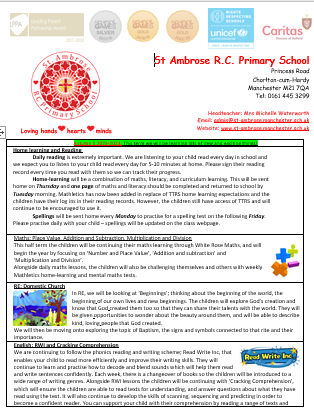 LPPA
SILVER
GOLD
GOLD
unicef
Caritas
St. Ambrose
R.C. Primary School
St Ambrose R.C. Primary School
Princess Road
Chorlton-cum-Hardy
Manchester M21 7QA
Tel: 0161 445 3299
Headteacher: Mrs Michelle Waterworth
Email: admin@st-ambrose.manchester.sch.uk
Website: www.st-ambrose.manchester.sch.uk
Loving hearts minds
Home learning and Reading:
Daily reading is extremely important. We are listening to your child read every day in school and
we expect you to listen to your child read every day at home for 5-10 minutes at home. Please sign their reading
record every time you read with them so we can track their progress.
Home-learning will be a combination of maths, literacy, and curriculum learning. This will be sent
home on Thursday and one page of maths and literacy should be completed and returned to school by
Tuesday morning. Mathletics has now been added in replace of TTRS home learning expectations and the
children have their log ins in their reading records. However, the children still have access of TTRS and will
continue to be encouraged to use it.
Spellings will be sent home every Monday to practise for a spelling test on the following Friday.
Please practise daily with your child – spellings will be updated on the class webpage.
Maths: Place Value, Addition and Subtraction, Multiplication and Division
This half term the children will be continuing their maths learning through White Rose Maths, and will
begin the year by focusing on 'Number and Place Value', 'Addition and subtraction' and
'Multiplication and Division'.
Alongside daily maths lessons, the children will also be challenging themselves and others with weekly
Mathletics home-learning and mental maths tests.
RE: Domestic Church
In RE, we will be looking at 'Beginnings'; thinking about the beginning of the world, the
beginning of our own lives and new beginnings. The children will explore God's creation and
know that God created them too so that they can share their talents with the world. They will
be given opportunities to wonder about the beauty around them, and will be able to describe
kind, loving people that God created.
We will then be moving onto exploring the topic of Baptism, the signs and symbols connected to that rite and their
importance.
English: RWI and Cracking Comprehension
We are continuing to follow the phonics reading and writing scheme; Read Write Inc, that
enables your child to read more efficiently and improve their writing skills. They will
continue to learn and practise how to decode and blend sounds which will help them read
and write sentences confidently. Each week, there is a changeover of books to the children will be introduced to a
wide range of writing genres. Alongside RWI lessons the children will be continuing with 'Cracking Comprehension',
which will ensure the children are able to read texts for understanding, and answer questions about what they have
read using the text. It will also continue to develop the skills of scanning, sequencing and predicting in order to
become a confident reader. You can support your child with their comprehension by reading a range of texts and
Read Write Inc.